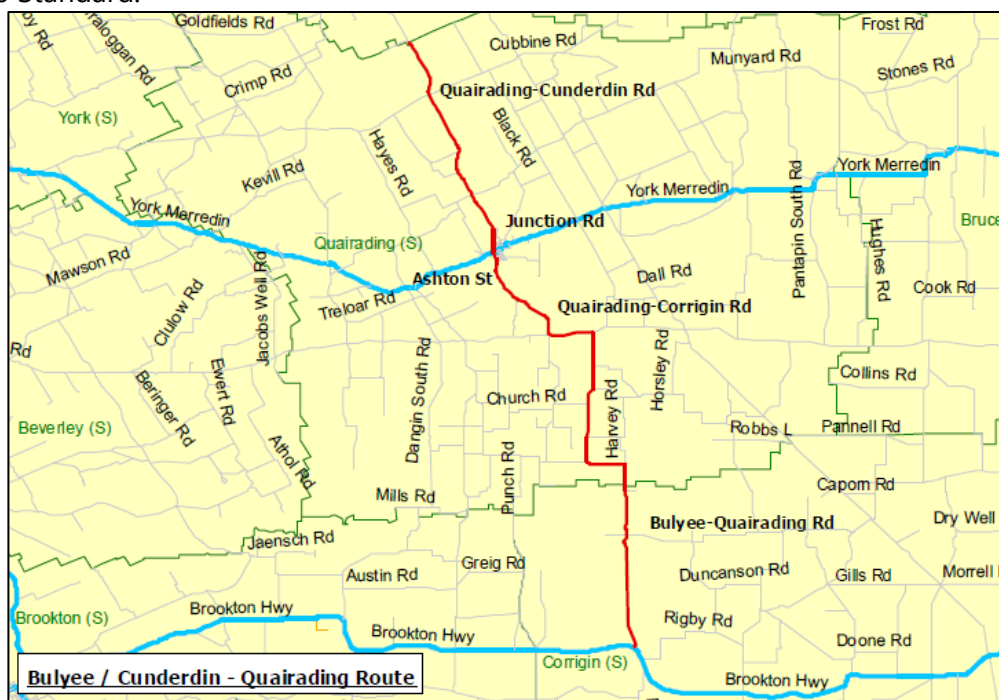 Standard.
Goldfields Rd
Frost Rd
Cubbine Rd
Munyard Rd
Stones Rd
Crimp Rd
Quairading-Cunderdin Rd
York (S)
Black Rd
Hayes Rd
York Merredin
Kevill Rd
York Merredin
York Merredin
Junction Rd
Pantapin South Rd
Hughes Rd
Bruce
Quairading (S)
Mawson Rd
Ashton St
Dall Rd
Cook Rd
Jacobs Well Rd
Treloar Rd
Quairading-Corrigin Rd
Clulow Rd
Rd
Ewert Rd
Beringer Rd
Dangin South Rd
Church Rd
Harvey Rd
Horsley Rd
Collins Rd
Beverley (S)
Athol Rd
Robbs L
Pannell Rd
Punch Rd
Mills Rd
Caporn Rd
Bulyee-Quairading Rd
Dry Well
Jaensch Rd
Austin Rd
Greig Rd
Duncanson Rd
Gills Rd
Morrell
Brookton (S)
Brookton Hwy
Brookton Hwy
Rigby Rd
Doone Rd
Corrigin (S)
Brookton Hwy
Bulyee / Cunderdin - Quairading Route